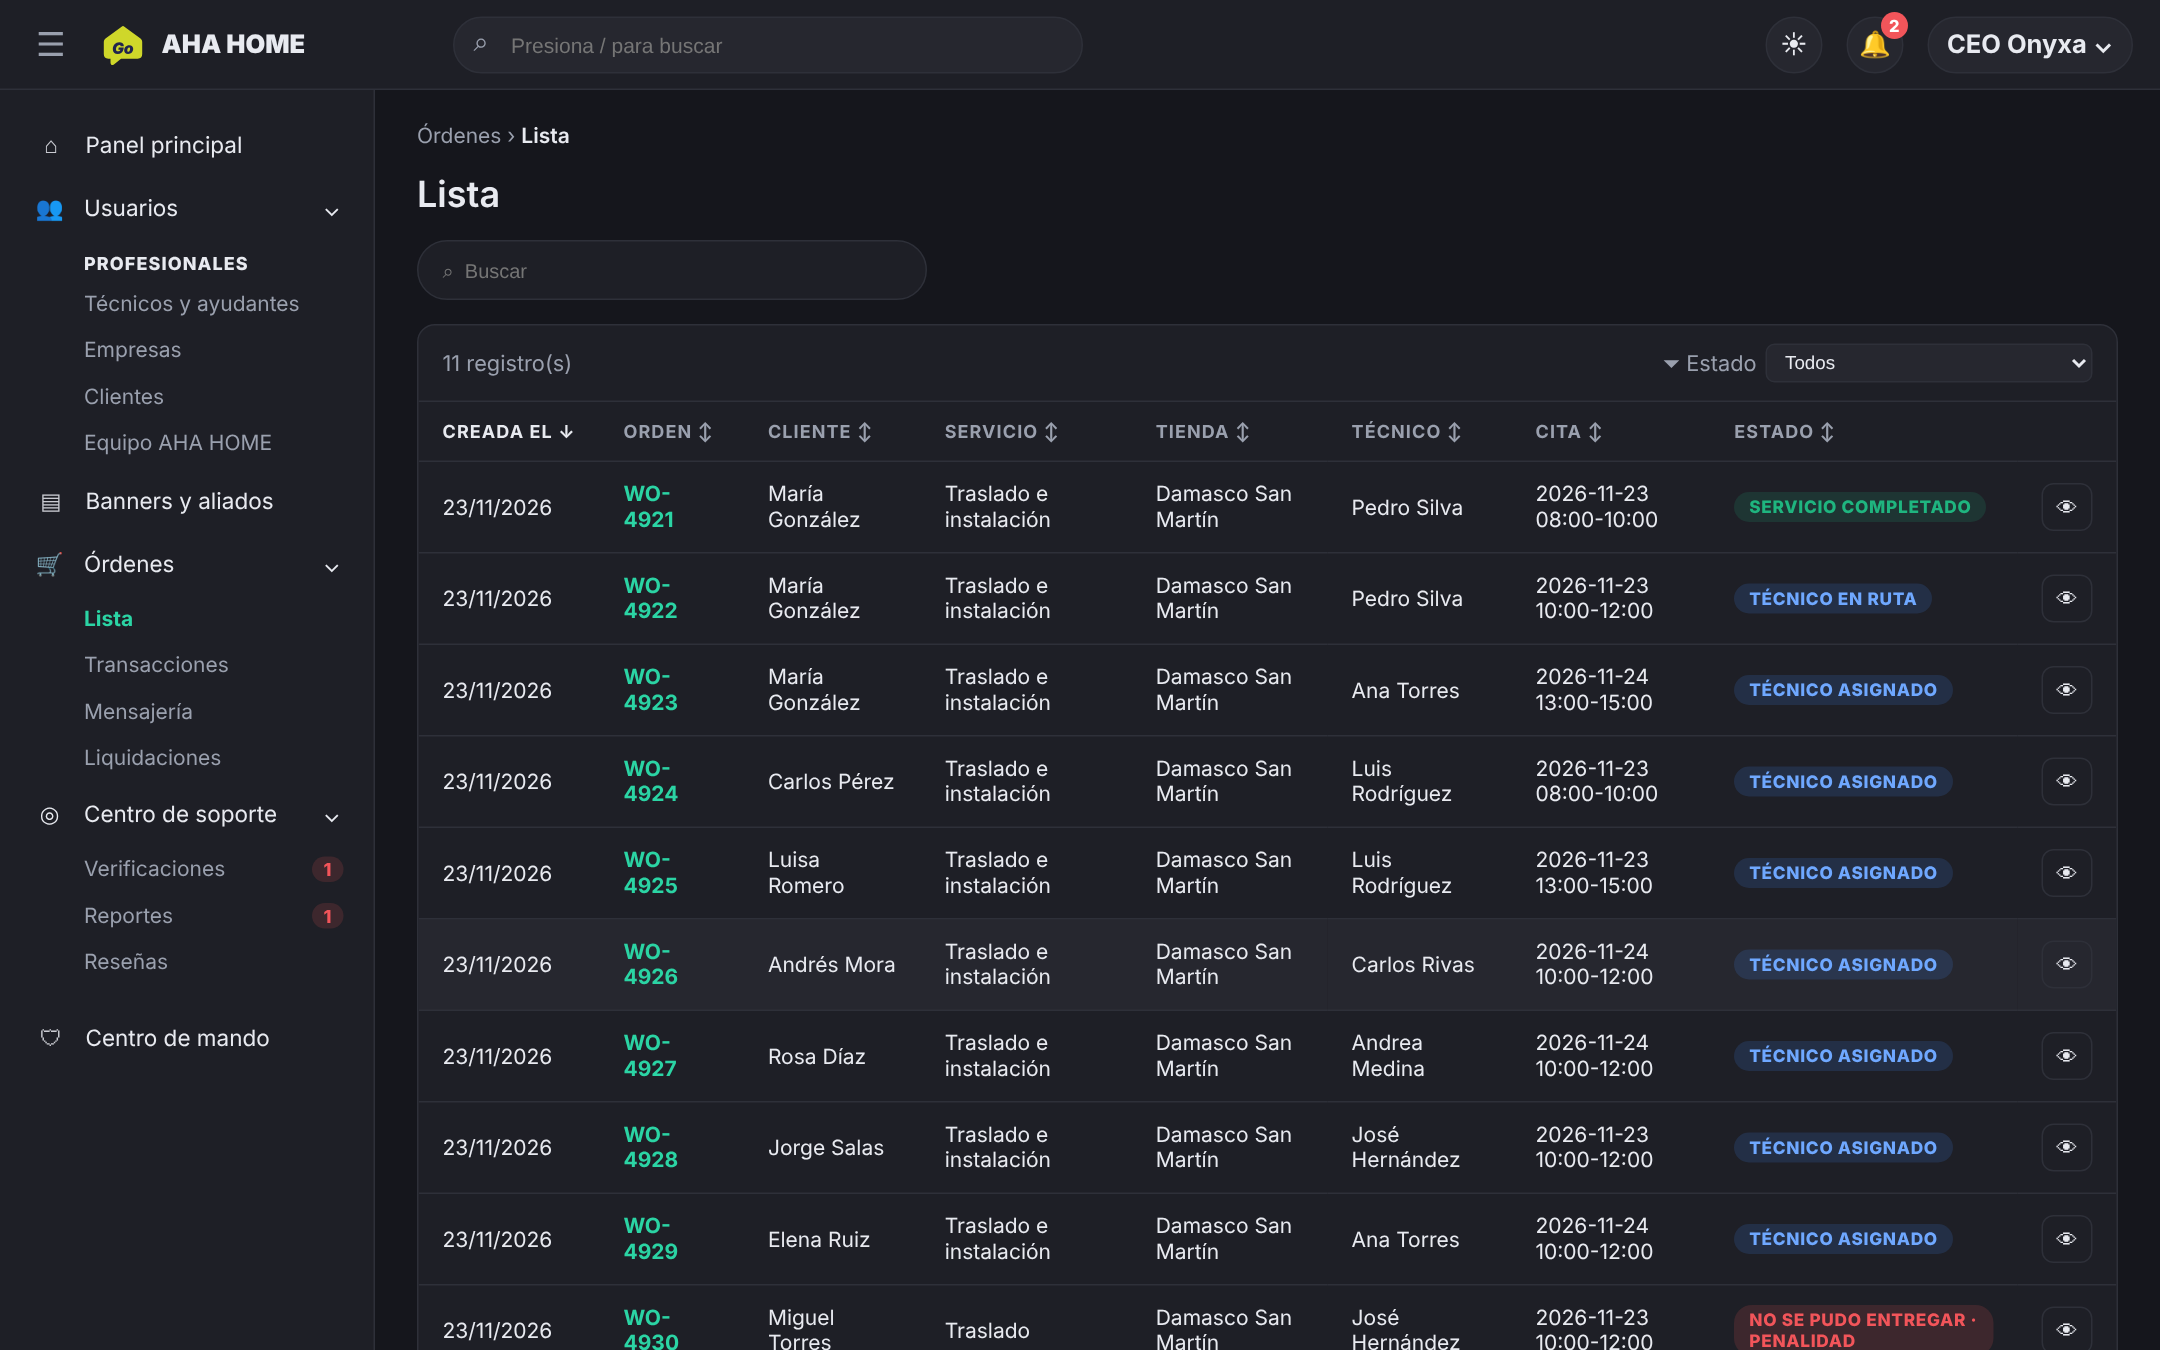 Go AHA HOME
Presiona / para buscar
2
CEO Onyxa
Panel principal
Usuarios
PROFESIONALES
Técnicos y ayudantes
Empresas
Clientes
Equipo AHA HOME
Banners y aliados
Órdenes
Lista
Transacciones
Mensajería
Liquidaciones
Centro de soporte
Verificaciones 1
Reportes 1
Reseñas
Centro de mando
Órdenes › Lista
Lista
Buscar
11 registro(s)
Estado Todos
CREADA EL ↓ ORDEN ↕ CLIENTE ↕ SERVICIO ↕ TIENDA ↕ TÉCNICO ↕ CITA ↕ ESTADO ↕
23/11/2026 WO- María Traslado e Damasco San Pedro Silva 2026-11-23 SERVICIO COMPLETADO
4921 González instalación Martín 08:00-10:00
23/11/2026 WO- María Traslado e Damasco San Pedro Silva 2026-11-23 TÉCNICO EN RUTA
4922 González instalación Martín 10:00-12:00
23/11/2026 WO- María Traslado e Damasco San Ana Torres 2026-11-24 TÉCNICO ASIGNADO
4923 González instalación Martín 13:00-15:00
23/11/2026 WO- Carlos Pérez Traslado e Damasco San Luis 2026-11-23 TÉCNICO ASIGNADO
4924 instalación Martín Rodríguez 08:00-10:00
23/11/2026 WO- Luisa Traslado e Damasco San Luis 2026-11-23 TÉCNICO ASIGNADO
4925 Romero instalación Martín Rodríguez 13:00-15:00
23/11/2026 WO- Andrés Mora Traslado e Damasco San Carlos Rivas 2026-11-24 TÉCNICO ASIGNADO
4926 instalación Martín 10:00-12:00
23/11/2026 WO- Rosa Díaz Traslado e Damasco San Andrea 2026-11-24 TÉCNICO ASIGNADO
4927 instalación Martín Medina 10:00-12:00
23/11/2026 WO- Jorge Salas Traslado e Damasco San José 2026-11-23 TÉCNICO ASIGNADO
4928 instalación Martín Hernández 10:00-12:00
23/11/2026 WO- Elena Ruiz Traslado e Damasco San Ana Torres 2026-11-24 TÉCNICO ASIGNADO
4929 instalación Martín 10:00-12:00
23/11/2026 WO- Miguel Traslado Damasco San José 2026-11-23 NO SE PUDO ENTREGAR ·
4930 Torres Martín Hernández 10:00-12:00 PENALIDAD